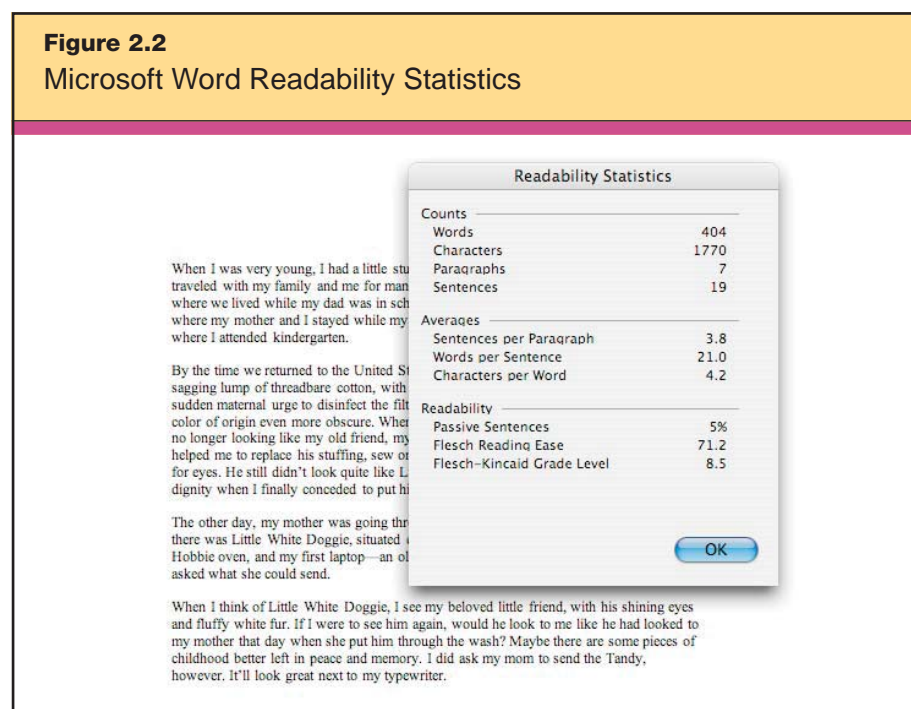 Figure 2.2
Microsoft Word Readability Statistics
Readability Statistics
Counts
Words 404
Characters 1770
Paragraphs 7
Sentences 19
Averages
Sentences per Paragraph 3.8
Words per Sentence 21.0
Characters per Word 4.2
Readability
Passive Sentences 5%
Flesch Reading Ease 71.2
Flesch-Kincaid Grade Level 8.5
OK
When I was very young, I had a little
traveled with my family and me for
where we lived while my dad was in
where my mother and I stayed while my
where I attended kindergarten.
By the time we returned to the United
sagging lump of threadbare cotton, with
sudden maternal urge to disinfect the
color of origin even more obscure.
no longer looking like my old friend, my
helped me to replace his stuffing, sew
for eyes. He still didn't look quite like
dignity when I finally conceded to put
The other day, my mother was going
there was Little White Doggie, situated
Hobbie oven, and my first laptop—an
asked what she could send.
When I think of Little White Doggie, I see my beloved little friend, with his shining eyes
and fluffy white fur. If I were to see him again, would he look to me like he had looked to
my mother that day when she put him through the wash? Maybe there are some pieces of
childhood better left in peace and memory. I did ask my mom to send the Tandy,
however. It'll look great next to my typewriter.